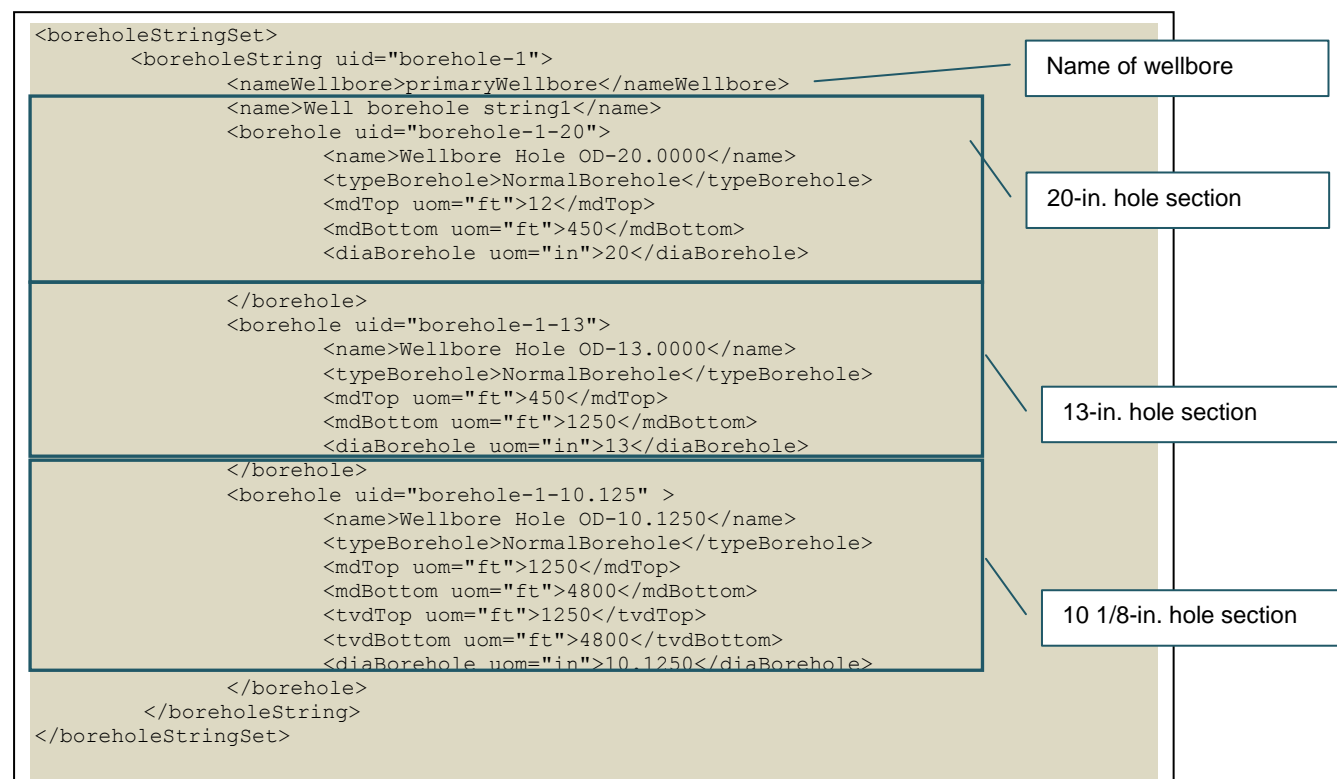 <boreholeStringSet>
<boreholeString uid="borehole-1">
<nameWellbore>primaryWellbore</nameWellbore>
<name>Well borehole string1</name>
<borehole uid="borehole-1-20">
<name>Wellbore Hole OD-20.0000</name>
<typeBorehole>NormalBorehole</typeBorehole>
<mdTop uom="ft">12</mdTop>
<mdBottom uom="ft">450</mdBottom>
<diaBorehole uom="in">20</diaBorehole>
</borehole>
<borehole uid="borehole-1-13">
<name>Wellbore Hole OD-13.0000</name>
<typeBorehole>NormalBorehole</typeBorehole>
<mdTop uom="ft">450</mdTop>
<mdBottom uom="ft">1250</mdBottom>
<diaBorehole uom="in">13</diaBorehole>
</borehole>
<borehole uid="borehole-1-10.125" >
<name>Wellbore Hole OD-10.1250</name>
<typeBorehole>NormalBorehole</typeBorehole>
<mdTop uom="ft">1250</mdTop>
<mdBottom uom="ft">4800</mdBottom>
<tvdTop uom="ft">1250</tvdTop>
<tvdBottom uom="ft">4800</tvdBottom>
<diaBorehole uom="in">10.1250</diaBorehole>
</borehole>
</boreholeString>
</boreholeStringSet>
Name of wellbore
20-in. hole section
13-in. hole section
10 1/8-in. hole section